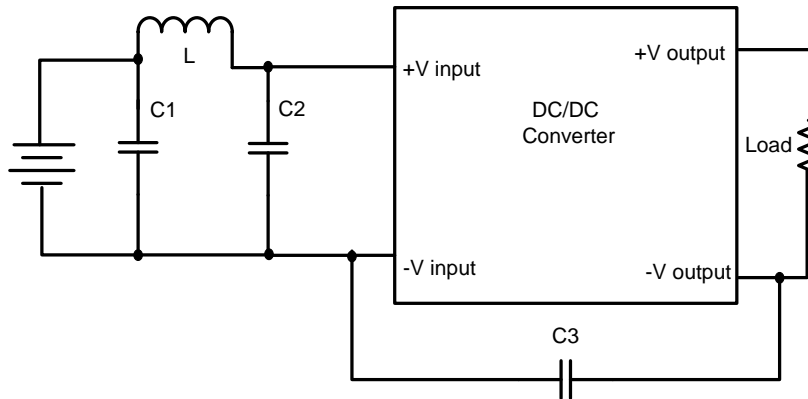 L
C1
C2
+V input
+V output
DC/DC
Converter
Load
-V input
-V output
C3